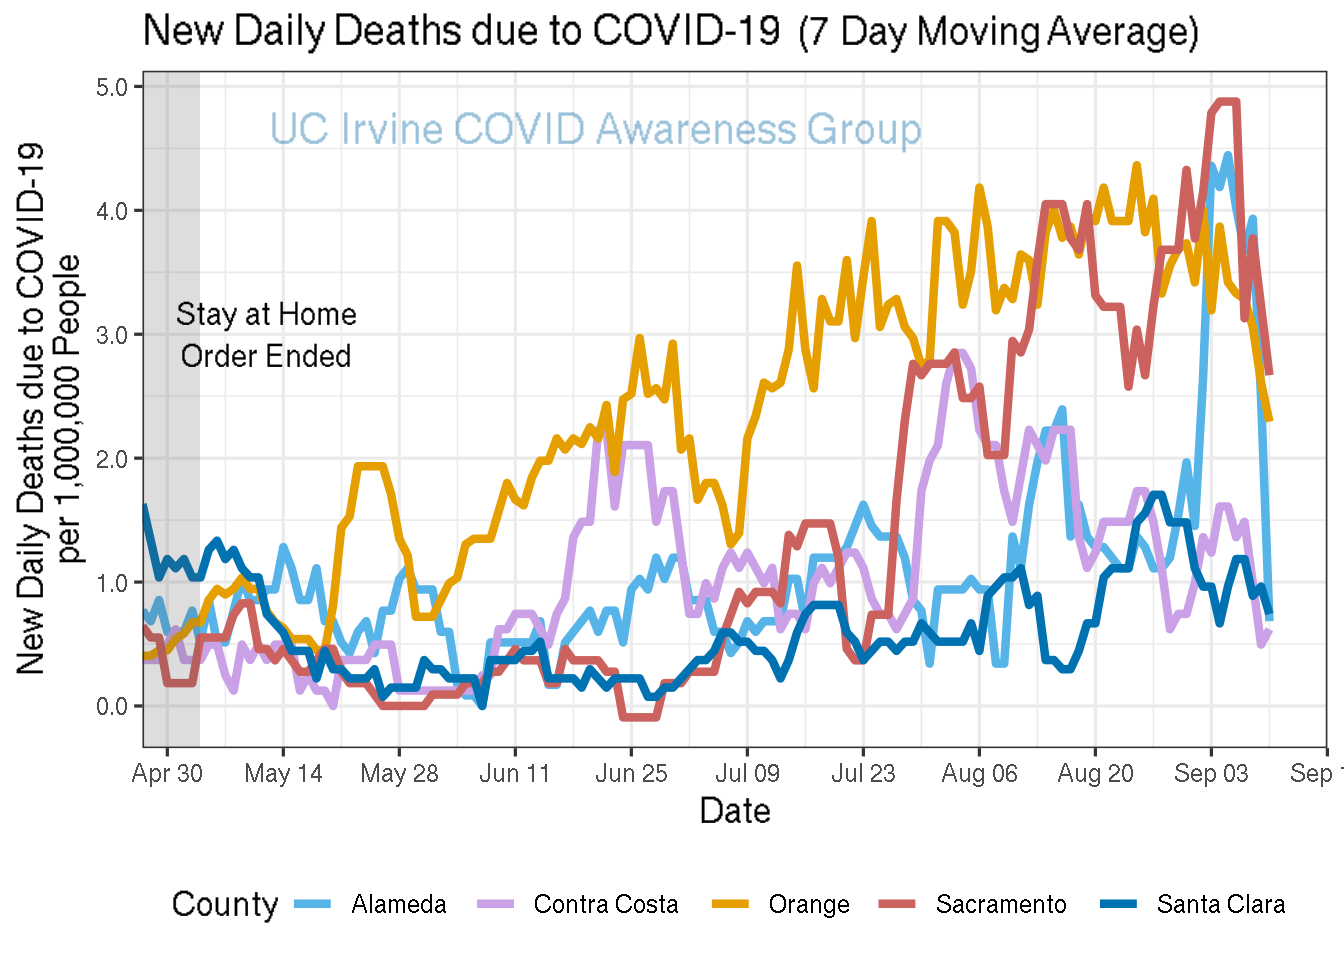 New Daily Deaths due to COVID-19 (7 Day Moving Average)
UC Irvine COVID Awareness Group
New Daily Deaths due to COVID-19
per 1,000,000 People
5.0
4.0
3.0
2.0
1.0
0.0
Stay at Home
Order Ended
Apr 30 May 14 May 28 Jun 11 Jun 25 Jul 09 Jul 23 Aug 06 Aug 20 Sep 03 Sep
Date
County Alameda Contra Costa Orange Sacramento Santa Clara